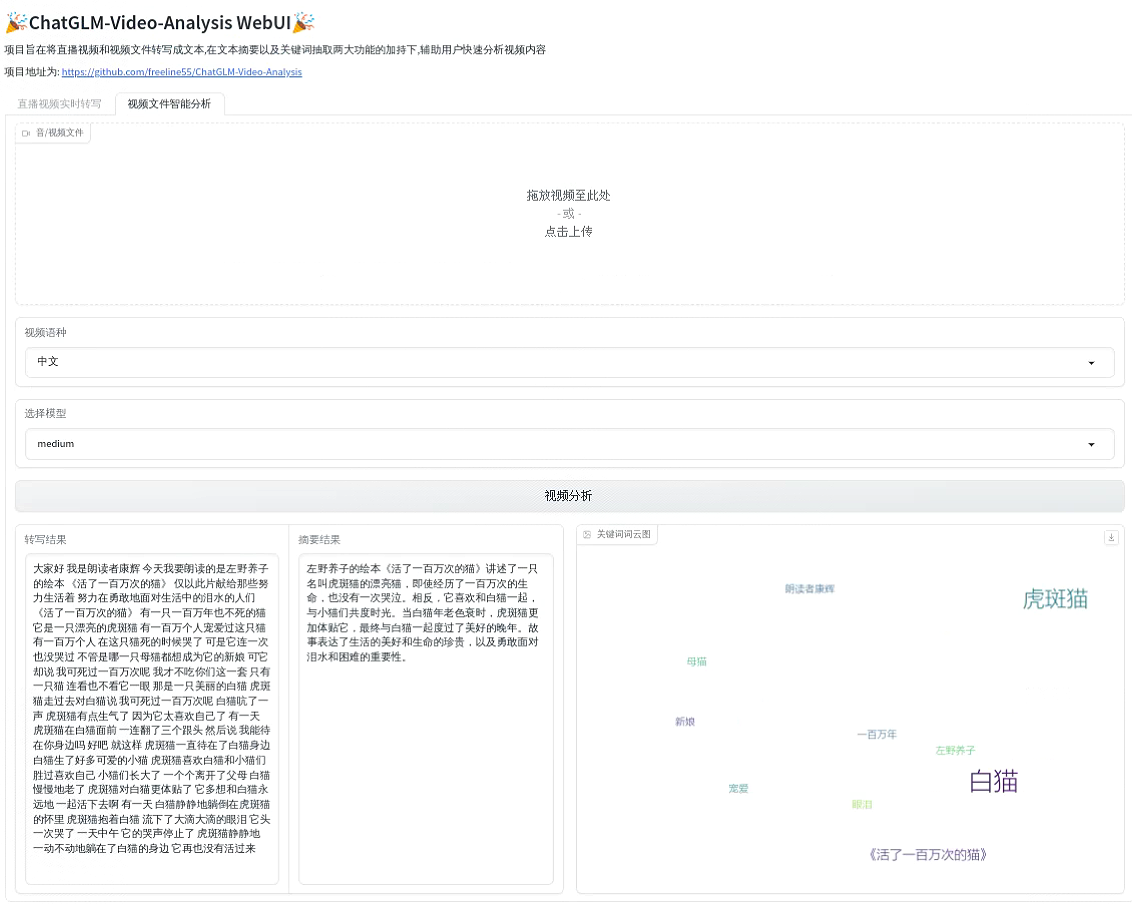 🎉ChatGLM-Video-Analysis WebUI🎉
项目旨在将直播视频和视频文件转写成文本,在文本摘要以及关键词抽取两大功能的加持下,辅助用户快速分析视频内容
项目地址为: https://github.com/freeline55/ChatGLM-Video-Analysis
直播视频实时转写
视频文件智能分析
音/视频文件
拖放视频至此处
- 或 -
点击上传
视频语种
中文
选择模型
medium
视频分析
转写结果
大家好 我是朗读者康辉 今天我要朗读的是左野养子
的绘本 《活了一百万次的猫》 仅以此片献给那些努
力生活着 努力在勇敢地面对生活中的泪水的人们
《活了一百万次的猫》 有一只一百万年也不死的猫
它是一只漂亮的虎斑猫 有一百万个人宠爱过这只猫
有一百万个人 在这只猫死的时候哭了 可是它连一次
也没哭过 不管是哪一只母猫都想成为它的新娘 可它
却说 我可死过一百万次呢 我才不吃你们这一套 只有
一只猫 连看也不看它一眼 那是一只美丽的白猫 虎斑
猫走过去对白猫说 我可死过一百万次呢 白猫吭了一
声 虎斑猫有点生气了 因为它太喜欢自己了 有一天
虎斑猫在白猫面前 一连翻了三个跟头 然后说 我能待
在你身边吗 好吧 就这样 虎斑猫一直待在了白猫身边
白猫生了好多可爱的小猫 虎斑猫喜欢白猫和小猫们
胜过喜欢自己 小猫们长大了 一个个离开了父母 白猫
慢慢地老了 虎斑猫对白猫更体贴了 它多想和白猫永
远地 一起活下去啊 有一天 白猫静静地躺倒在虎斑猫
的怀里 虎斑猫抱着白猫 流下了大滴大滴的眼泪 它头
一次哭了 一天中午 它的哭声停止了 虎斑猫静静地
一动不动地躺在了白猫的身边 它再也没有活过来
摘要结果
左野养子的绘本《活了一百万次的猫》讲述了一只
名叫虎斑猫的漂亮猫，即使经历了一百万次的生
命，也没有一次哭泣。相反，它喜欢和白猫一起，
与小猫们共度时光。当白猫年老色衰时，虎斑猫更
加体贴它，最终与白猫一起度过了美好的晚年。故
事表达了生活的美好和生命的珍贵，以及勇敢面对
泪水和困难的重要性。
关键词词云图
朗读者康辉
虎斑猫
母猫
新娘
一百万年
左野养子
白猫
宠爱
眼泪
《活了一百万次的猫》